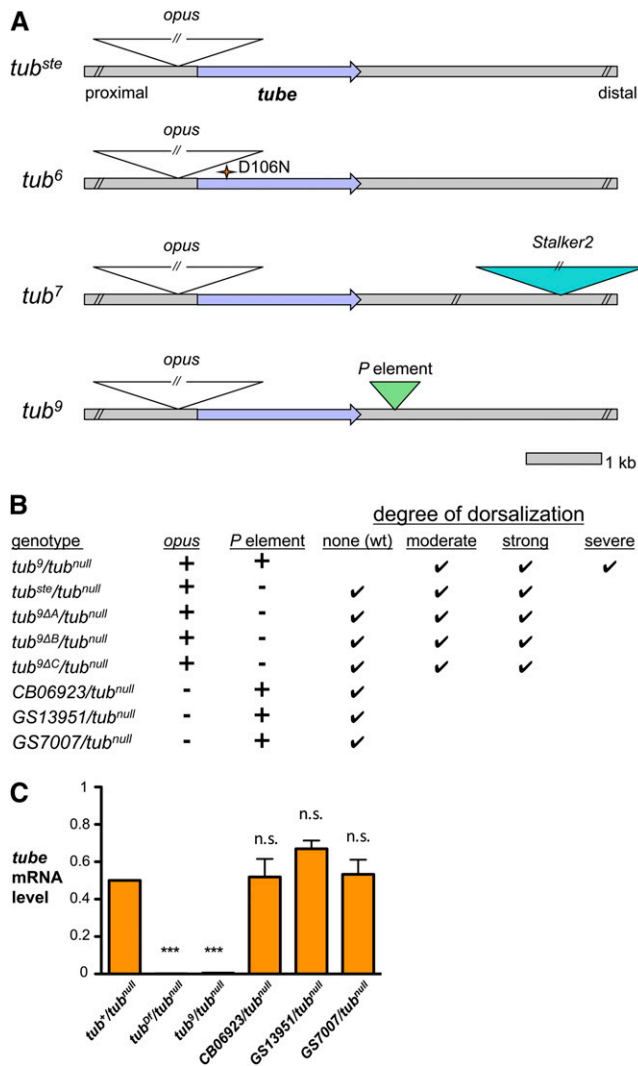 A
opus
//
tub^ste
//
//
proximal
tube
distal
opus
//
tub^6
D106N
//
//
opus
//
Stalker2
//
tub^7
//
//
//
opus
//
P element
tub^9
//
//
1 kb
B
degree of dorsalization
genotype opus P element none (wt) moderate strong severe
tub^9/tub^null + + ✓ ✓ ✓
tub^ste/tub^null + - ✓ ✓ ✓
tub^9ΔA/tub^null + - ✓ ✓ ✓
tub^9ΔB/tub^null + - ✓ ✓ ✓
tub^9ΔC/tub^null + - ✓ ✓ ✓
CB06923/tub^null - + ✓
GS13951/tub^null - + ✓
GS7007/tub^null - + ✓
C
tube
mRNA
level
1
0.8
0.6
0.4
0.2
0
*** *** n.s. n.s. n.s.
tub^+/tub^null
tub^Df/tub^null
tub^9/tub^null
CB06923/tub^null
GS13951/tub^null
GS7007/tub^null